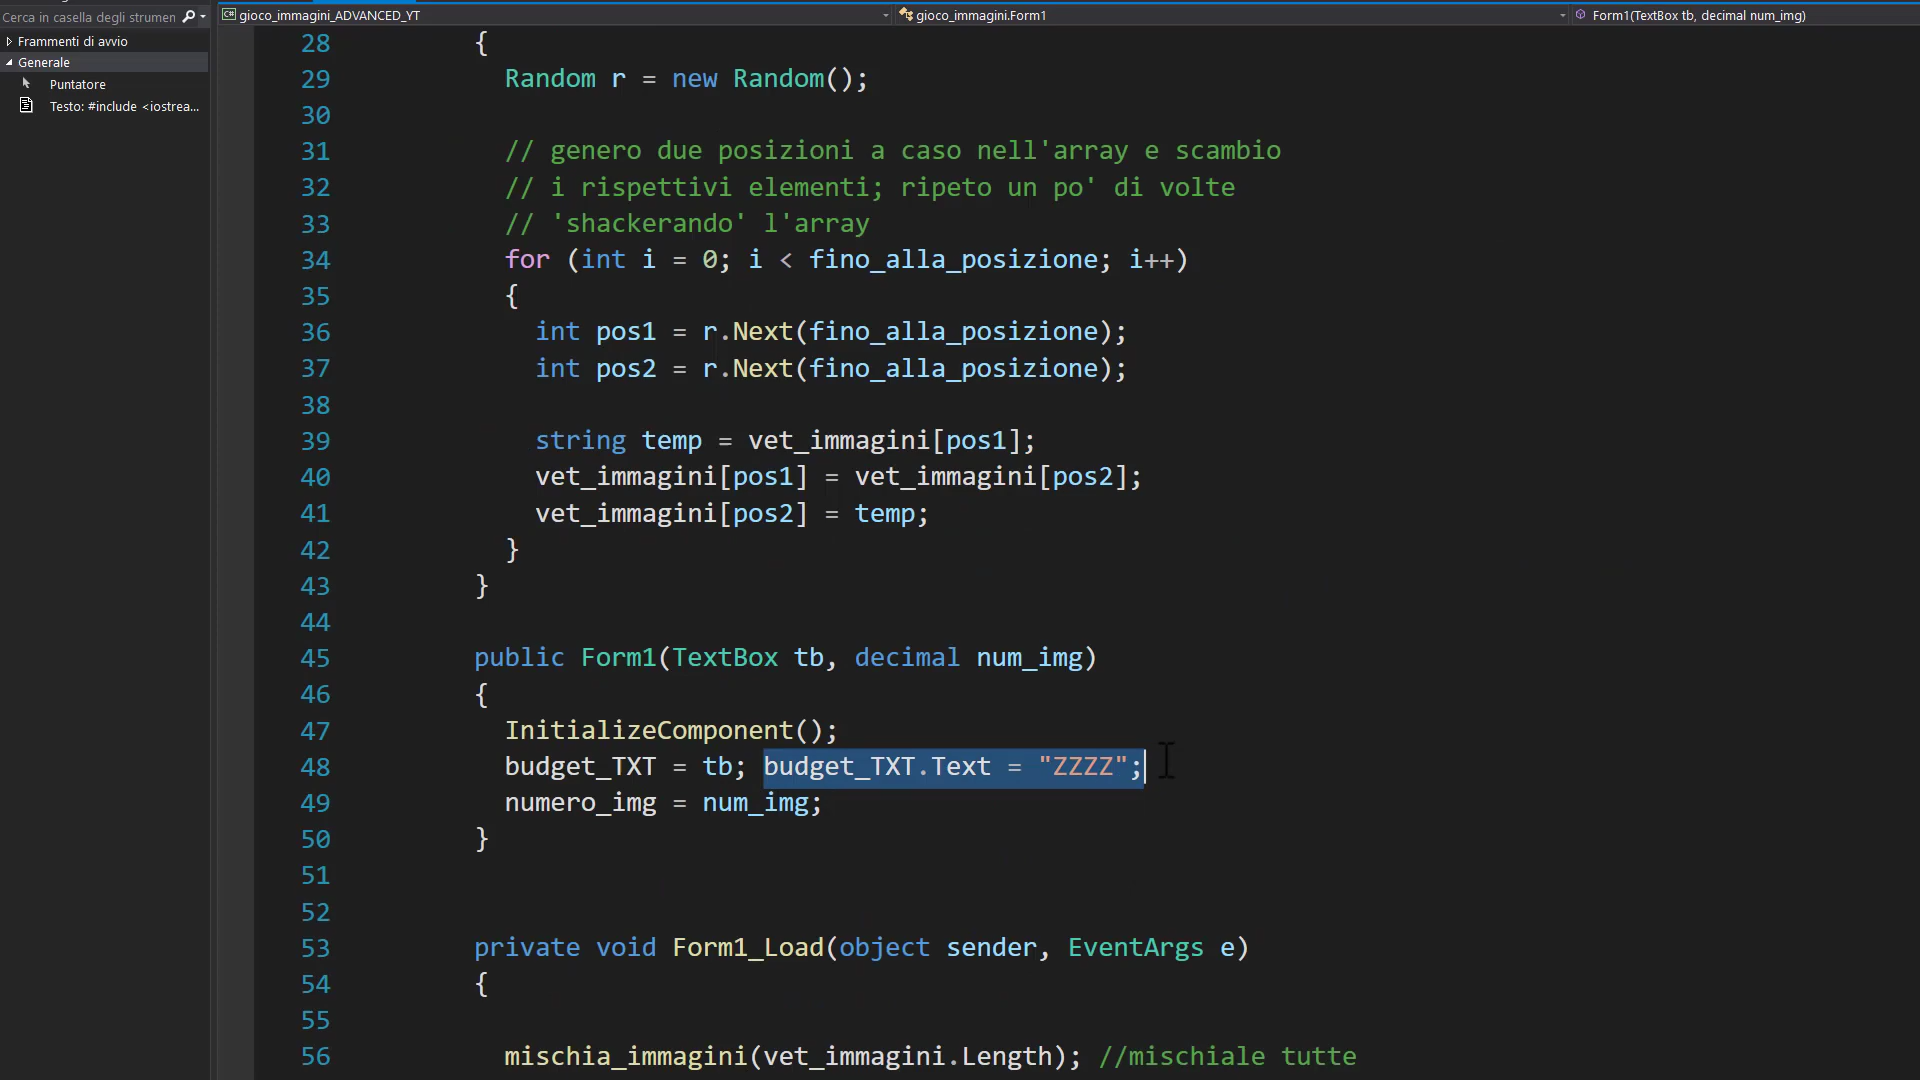 Cerca in casella degli strumen
gioco_immagini_ADVANCED_YT
gioco_immagini.Form1
Form1(TextBox tb, decimal num_img)
Frammenti di avvio
Generale
Puntatore
Testo: #include <iostrea...
28 {
29 Random r = new Random();
30
31 // genero due posizioni a caso nell'array e scambio
32 // i rispettivi elementi; ripeto un po' di volte
33 // 'shackerando' l'array
34 for (int i = 0; i < fino_alla_posizione; i++)
35 {
36 int pos1 = r.Next(fino_alla_posizione);
37 int pos2 = r.Next(fino_alla_posizione);
38
39 string temp = vet_immagini[pos1];
40 vet_immagini[pos1] = vet_immagini[pos2];
41 vet_immagini[pos2] = temp;
42 }
43 }
44
45 public Form1(TextBox tb, decimal num_img)
46 {
47 InitializeComponent();
48 budget_TXT = tb; budget_TXT.Text = "ZZZZ";
49 numero_img = num_img;
50 }
51
52
53 private void Form1_Load(object sender, EventArgs e)
54 {
55
56 mischia_immagini(vet_immagini.Length); //mischiale tutte